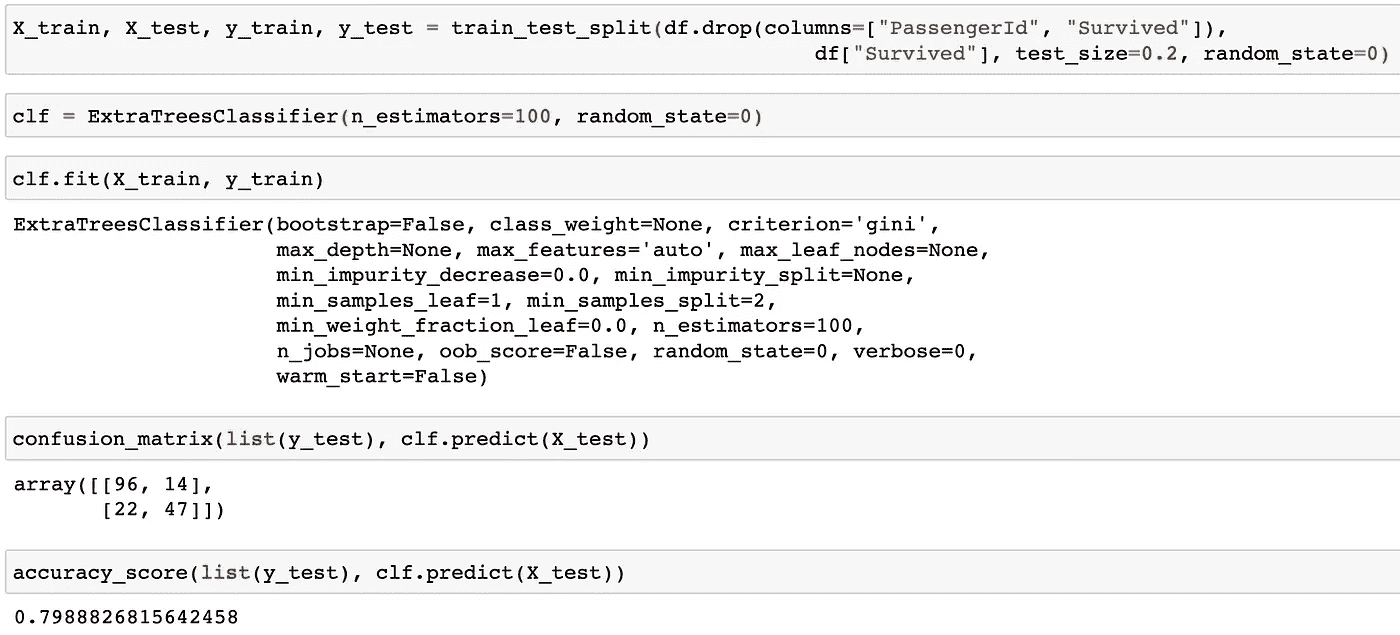 X_train, X_test, y_train, y_test = train_test_split(df.drop(columns=["PassengerId", "Survived"]),
df["Survived"], test_size=0.2, random_state=0)
clf = ExtraTreesClassifier(n_estimators=100, random_state=0)
clf.fit(X_train, y_train)
ExtraTreesClassifier(bootstrap=False, class_weight=None, criterion='gini',
max_depth=None, max_features='auto', max_leaf_nodes=None,
min_impurity_decrease=0.0, min_impurity_split=None,
min_samples_leaf=1, min_samples_split=2,
min_weight_fraction_leaf=0.0, n_estimators=100,
n_jobs=None, oob_score=False, random_state=0, verbose=0,
warm_start=False)
confusion_matrix(list(y_test), clf.predict(X_test))
array([[96, 14],
[22, 47]])
accuracy_score(list(y_test), clf.predict(X_test))
0.7988826815642458